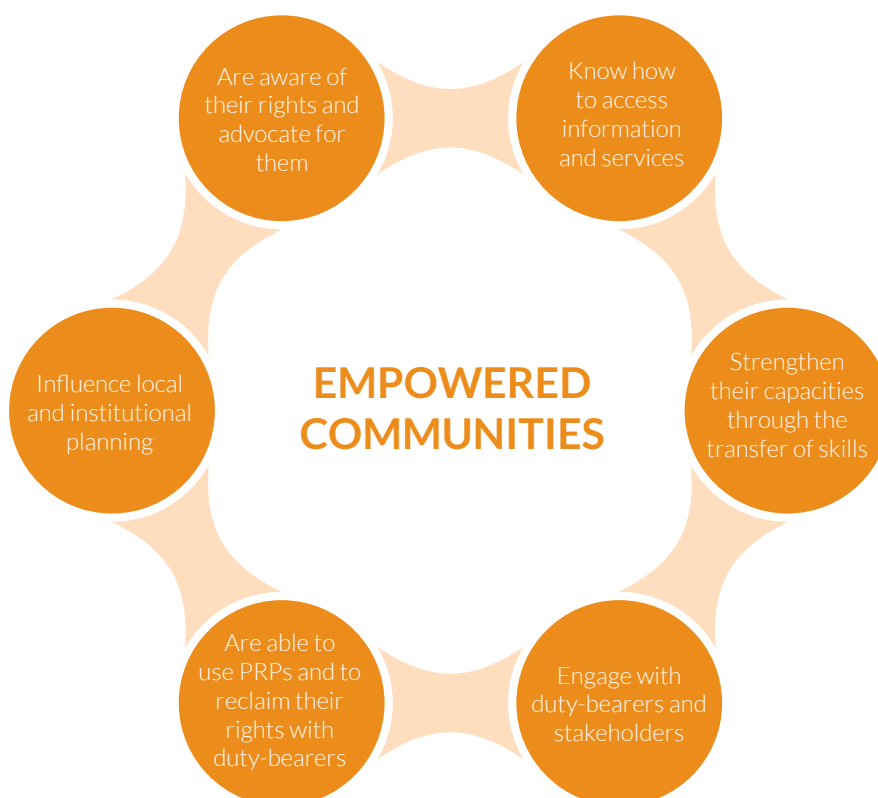 Are aware of
their rights and
advocate for
them
Know how
to access
information
and services
Influence local
and institutional
planning
EMPOWERED
COMMUNITIES
Strengthen
their capacities
through the
transfer of skills
Are able to
use PRPs and to
reclaim their
rights with
duty-bearers
Engage with
duty-bearers and
stakeholders